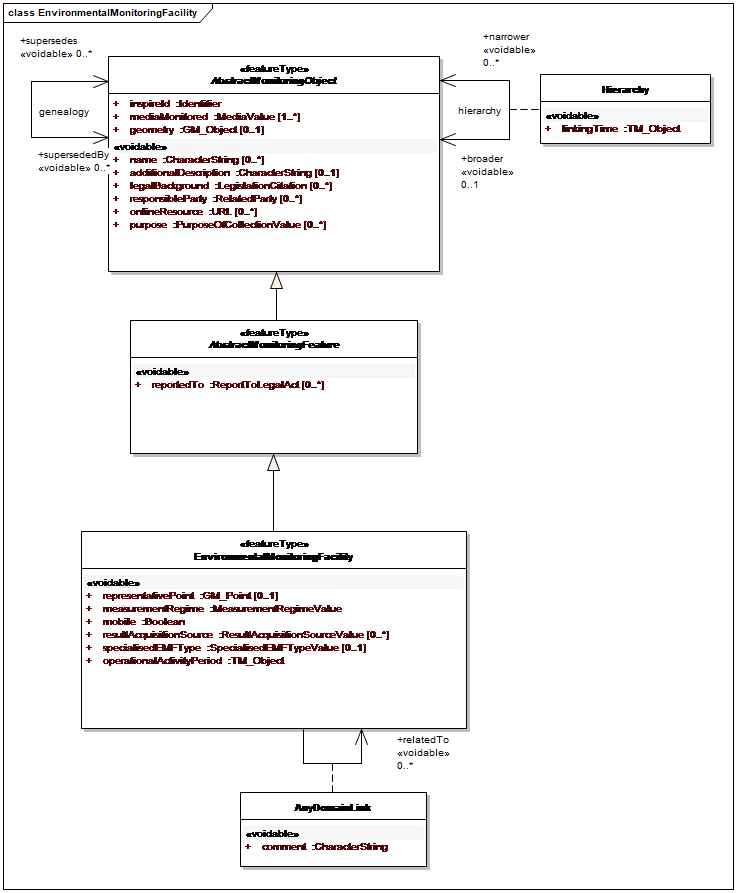 class EnvironmentalMonitoringFacility
+supersedes
«voidable» 0..*
genealogy
+supersededBy
«voidable» 0..*
«featureType»
AbstractMonitoringObject
+ inspireId :Identifier
+ mediaMonitored :MediaValue [1..*]
+ geometry :GM_Object [0..1]
«voidable»
+ name :CharacterString [0..*]
+ additionalDescription :CharacterString [0..1]
+ legalBackground :LegislationCitation [0..*]
+ responsibleParty :RelatedParty [0..*]
+ onlineResource :URL [0..*]
+ purpose :PurposeOfCollectionValue [0..*]
+narrower
«voidable»
0..*
hierarchy
+broader
«voidable»
0..1
Hierarchy
«voidable»
+ linkingTime :TM_Object
«featureType»
AbstractMonitoringFeature
«voidable»
+ reportedTo :ReportToLegalAct [0..*]
«featureType»
EnvironmentalMonitoringFacility
«voidable»
+ representativePoint :GM_Point [0..1]
+ measurementRegime :MeasurementRegimeValue
+ mobile :Boolean
+ resultAcquisitionSource :ResultAcquisitionSourceValue [0..*]
+ specialisedEMFType :SpecialisedEMFTypeValue [0..1]
+ operationalActivityPeriod :TM_Object
+relatedTo
«voidable»
0..*
AnyDomainLink
«voidable»
+ comment :CharacterString